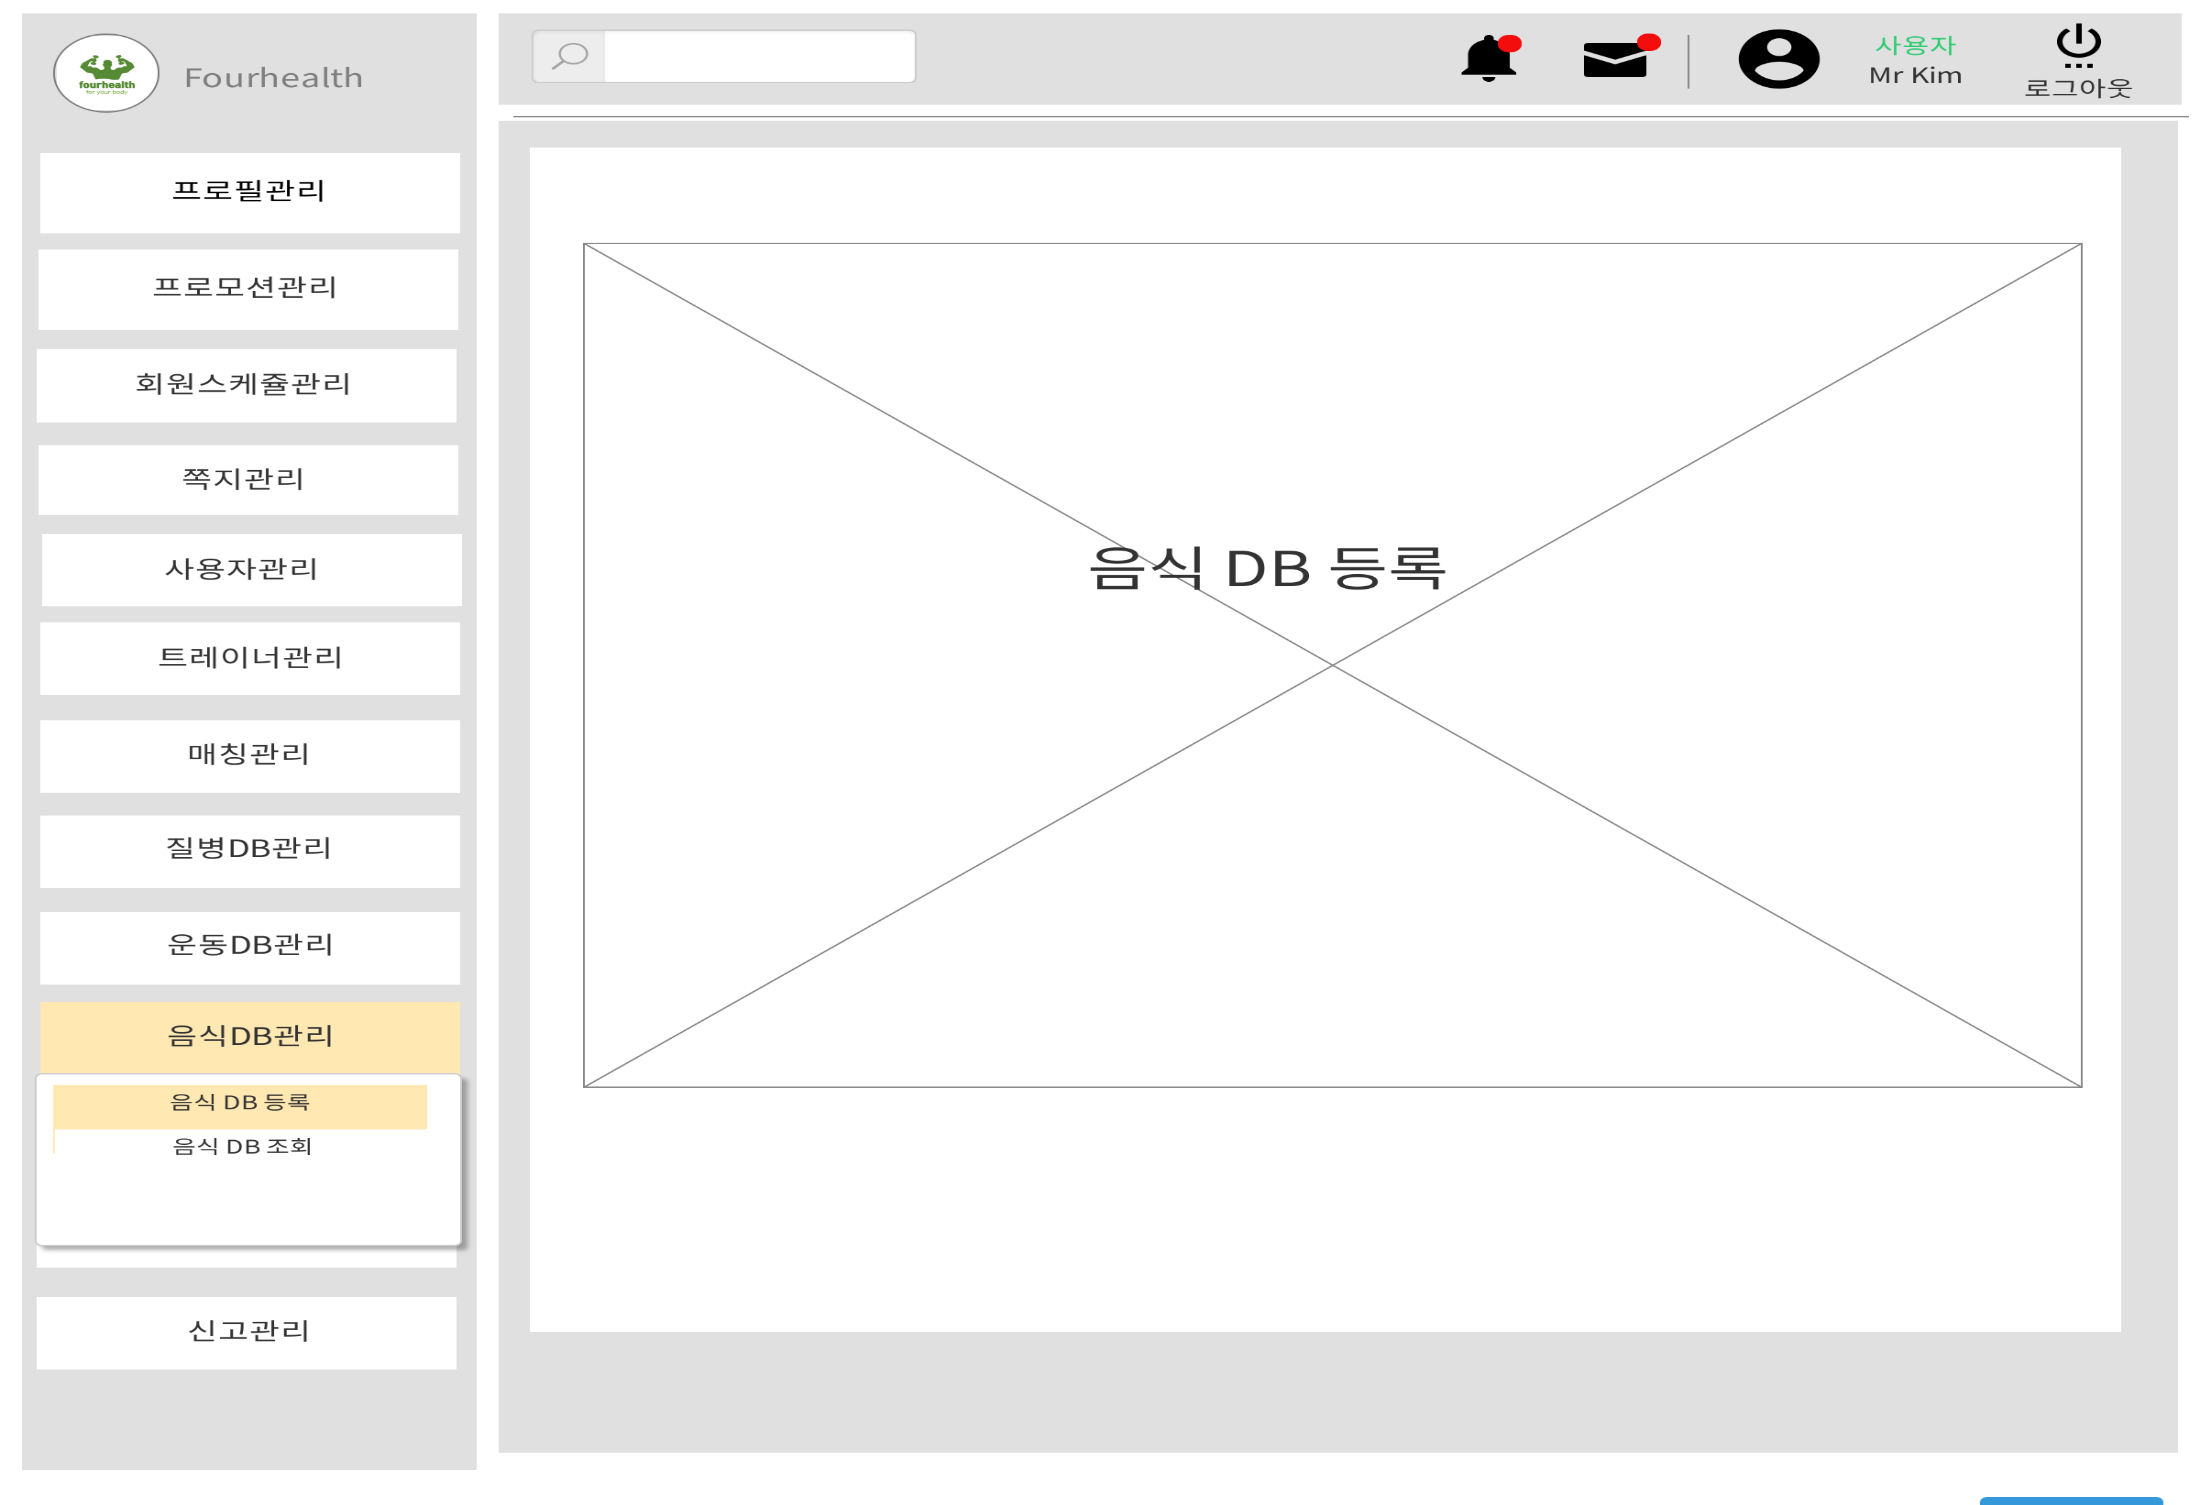 fourhealth
for your body
Fourhealth
사용자
Mr Kim
로그아웃
프로필관리
프로모션관리
회원스케쥴관리
쪽지관리
사용자관리
트레이너관리
매칭관리
질병DB관리
운동DB관리
음식DB관리
음식 DB 등록
음식 DB 조회
신고관리
음식 DB 등록